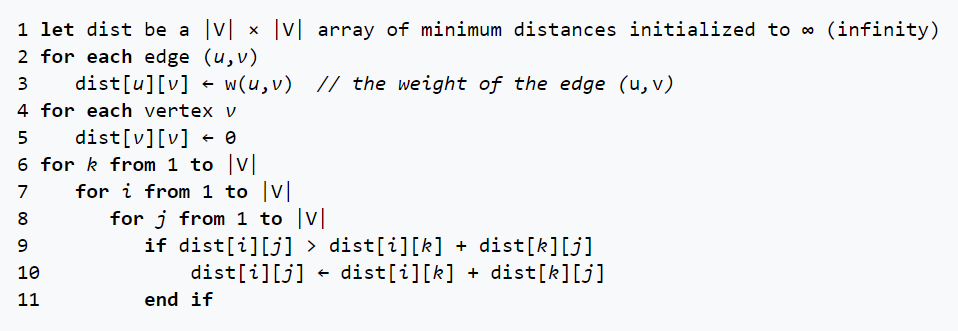 1 let dist be a |V| × |V| array of minimum distances initialized to ∞ (infinity)
2 for each edge (u,v)
3    dist[u][v] ← w(u,v)  // the weight of the edge (u,v)
4 for each vertex v
5    dist[v][v] ← 0
6 for k from 1 to |V|
7    for i from 1 to |V|
8       for j from 1 to |V|
9          if dist[i][j] > dist[i][k] + dist[k][j]
10             dist[i][j] ← dist[i][k] + dist[k][j]
11         end if